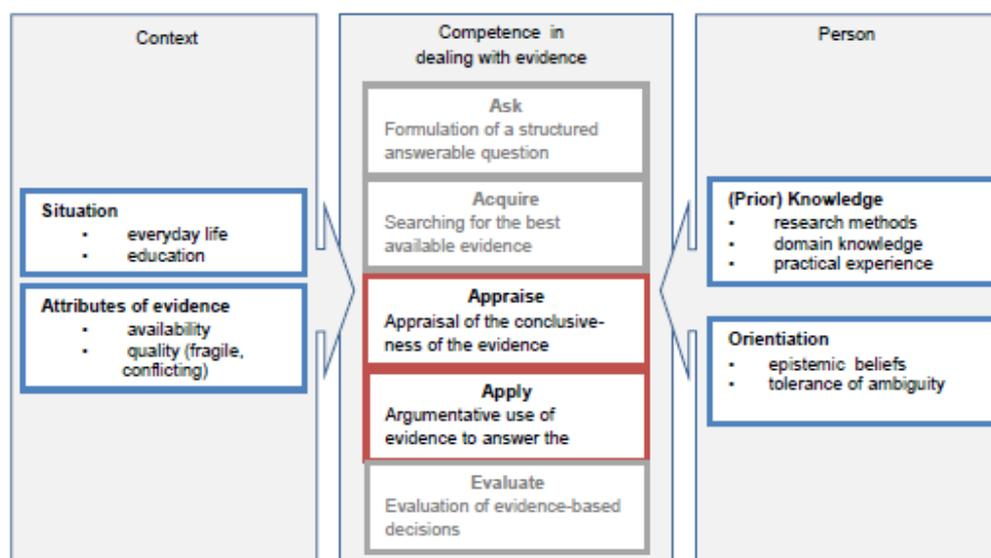 Context
Situation
▪ everyday life
▪ education
Attributes of evidence
▪ availability
▪ quality (fragile,
conflicting)
Competence in
dealing with evidence
Ask
Formulation of a structured
answerable question
Acquire
Searching for the best
available evidence
Appraise
Appraisal of the conclusive-
ness of the evidence
Apply
Argumentative use of
evidence to answer the
Evaluate
Evaluation of evidence-based
decisions
Person
(Prior) Knowledge
▪ research methods
▪ domain knowledge
▪ practical experience
Orientiation
▪ epistemic beliefs
▪ tolerance of ambiguity